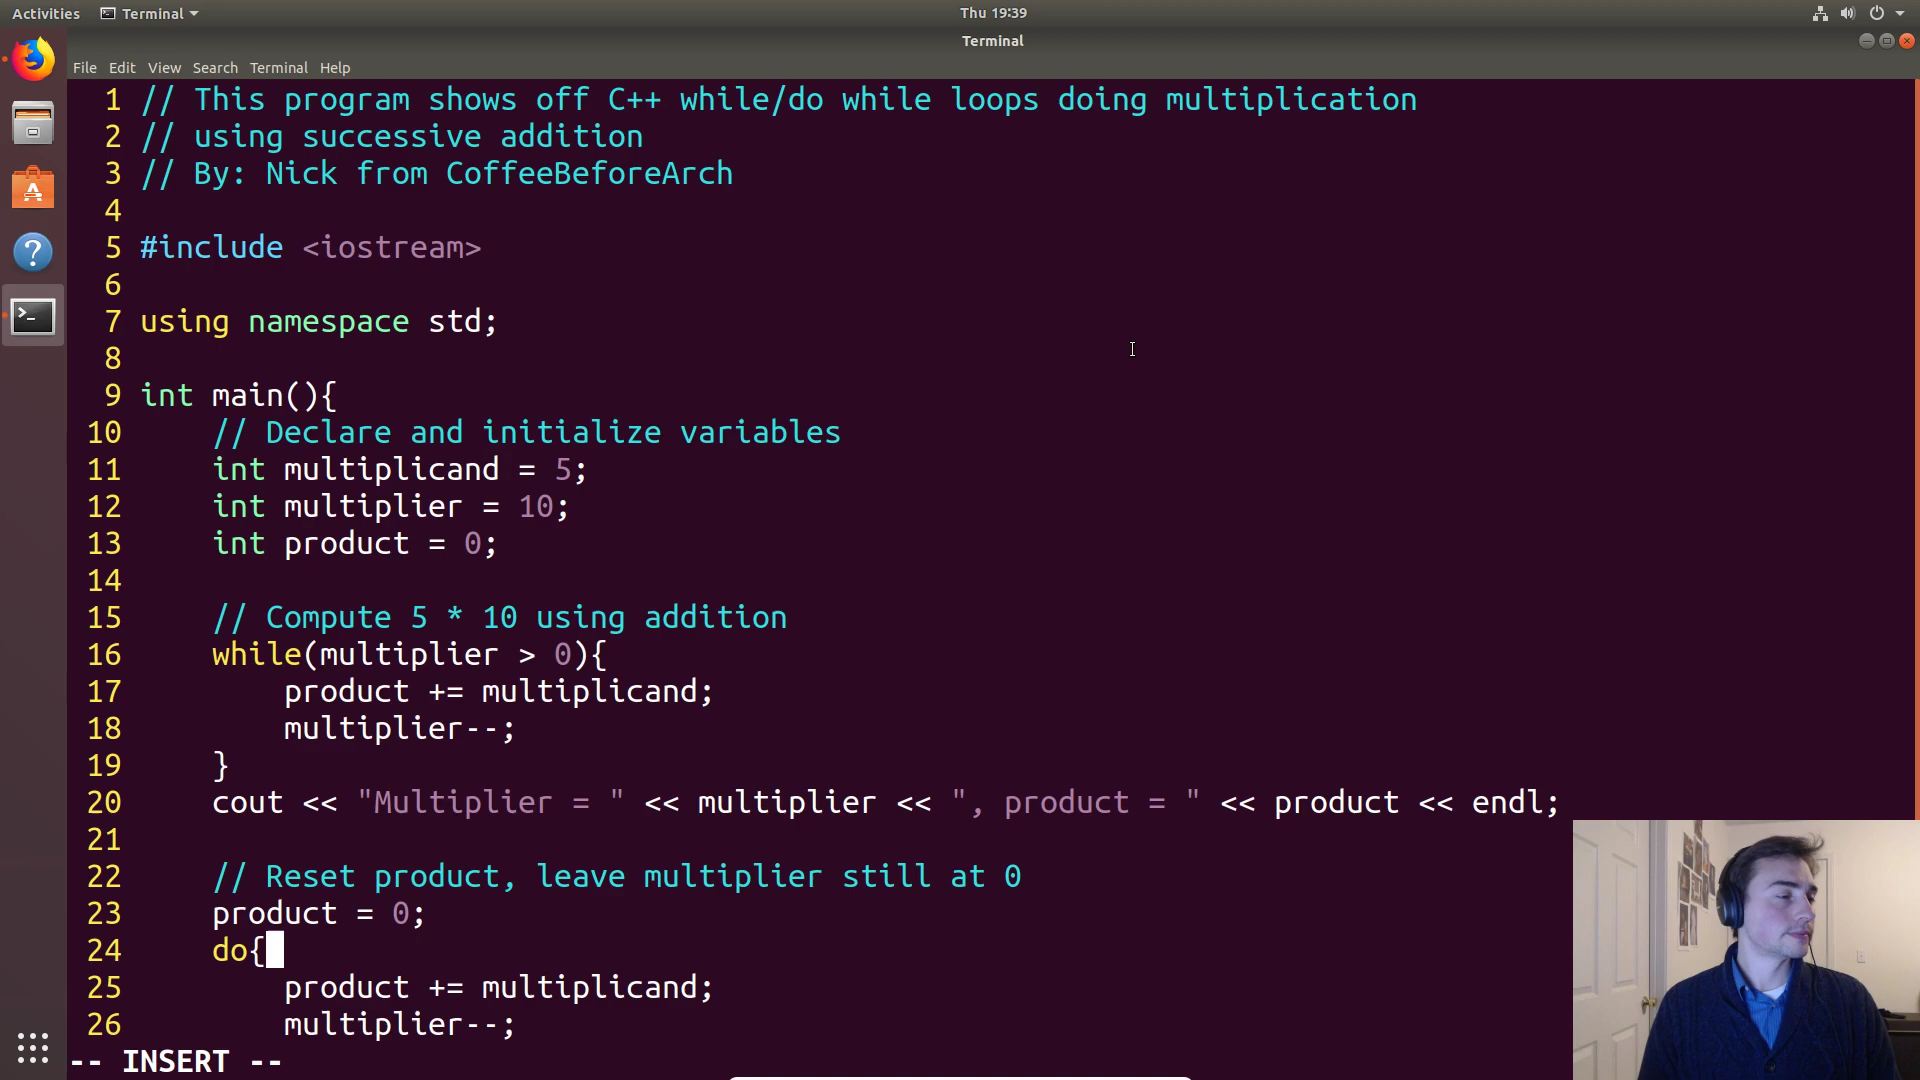 Activities Terminal Thu 19:39
Terminal
File Edit View Search Terminal Help
1 // This program shows off C++ while/do while loops doing multiplication
2 // using successive addition
3 // By: Nick from CoffeeBeforeArch
4
5 #include <iostream>
6
7 using namespace std;
8
9 int main(){
10     // Declare and initialize variables
11     int multiplicand = 5;
12     int multiplier = 10;
13     int product = 0;
14
15     // Compute 5 * 10 using addition
16     while(multiplier > 0){
17         product += multiplicand;
18         multiplier--;
19     }
20     cout << "Multiplier = " << multiplier << ", product = " << product << endl;
21
22     // Reset product, leave multiplier still at 0
23     product = 0;
24     do{
25         product += multiplicand;
26         multiplier--;
-- INSERT --